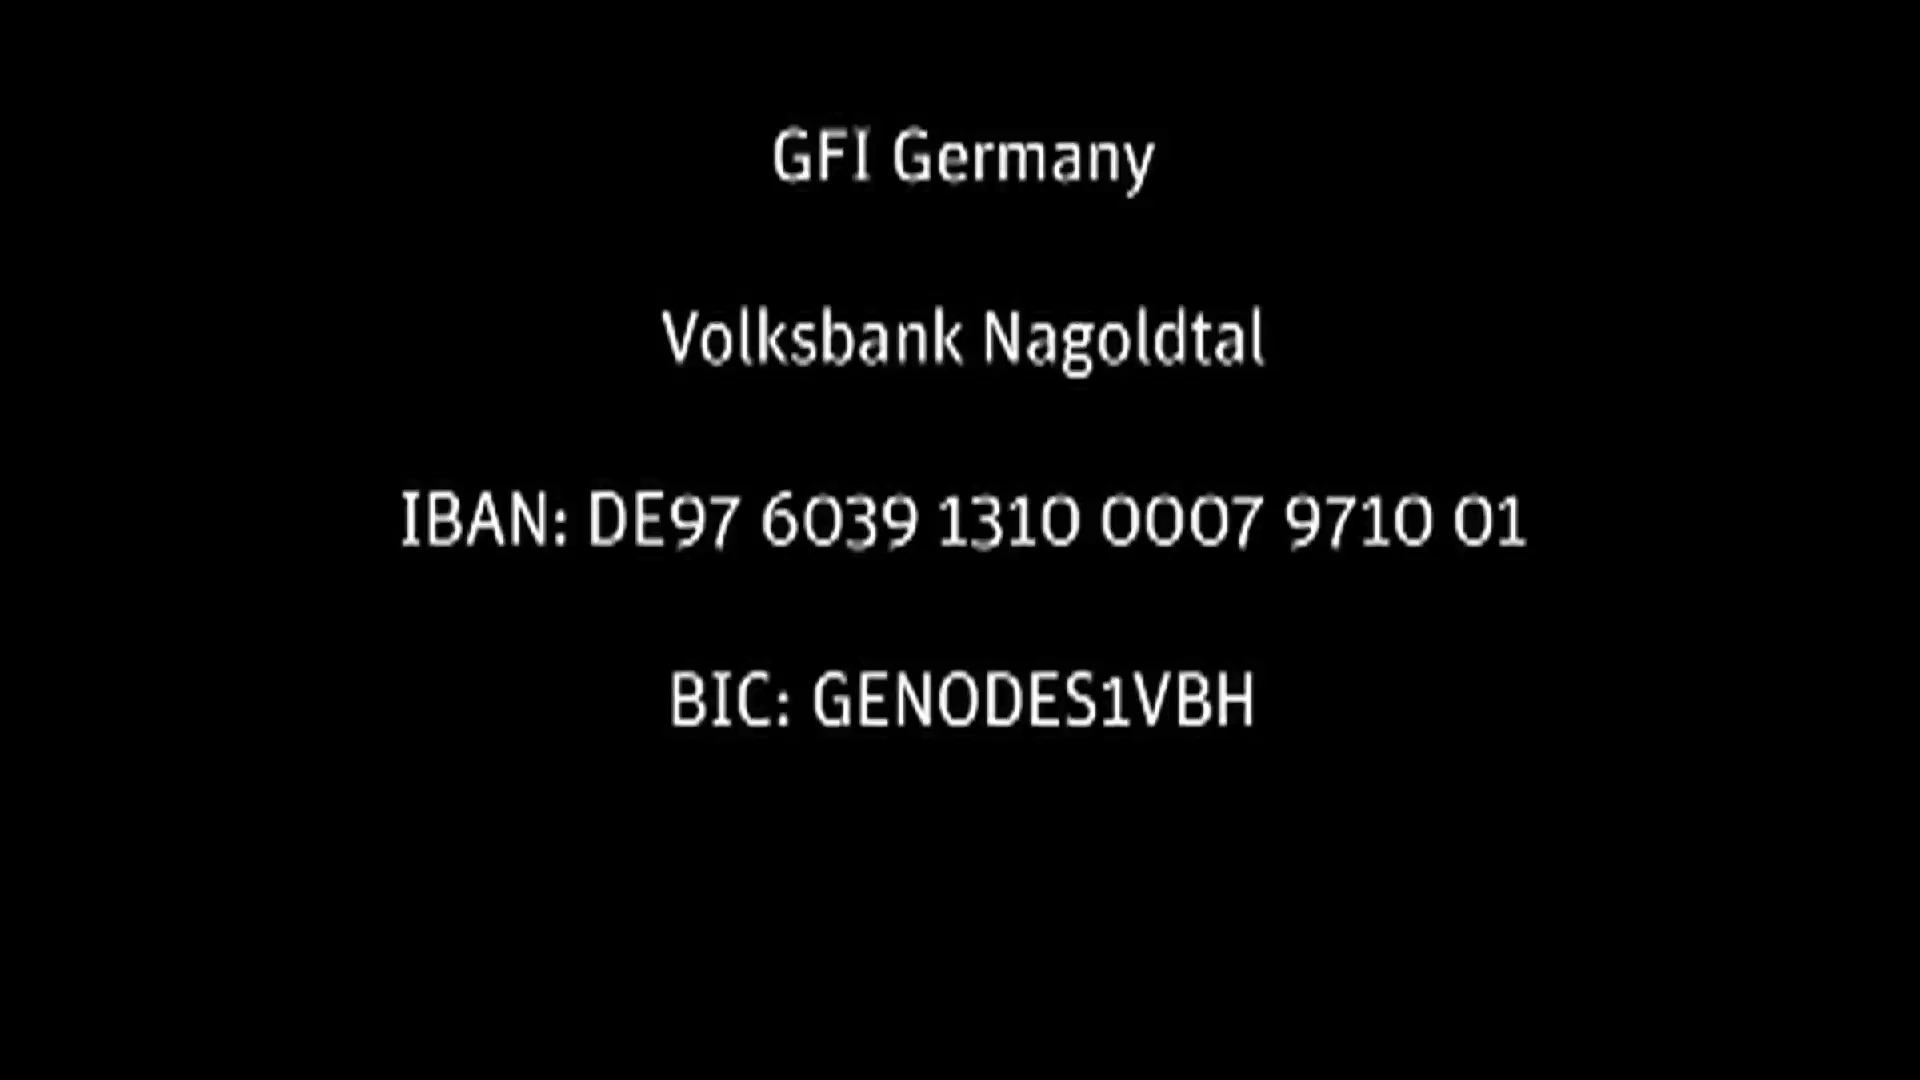 GFI Germany
Volksbank Nagoldtal
IBAN: DE97 6039 1310 0007 9710 01
BIC: GENODES1VBH